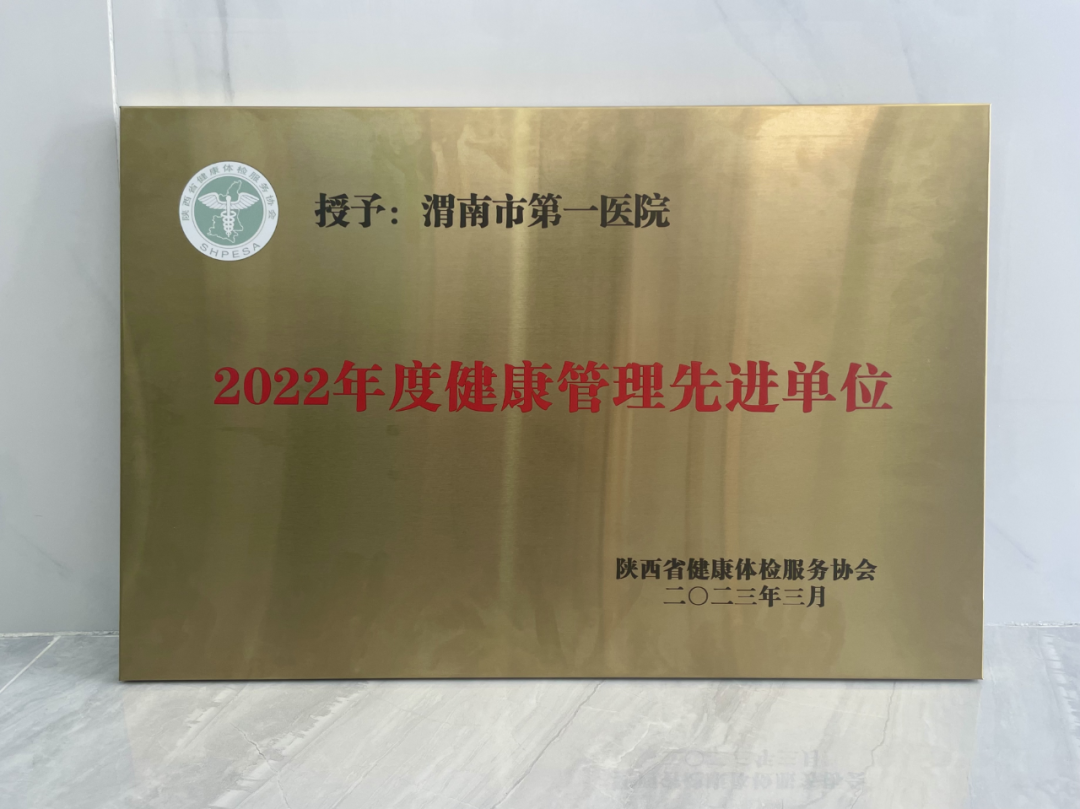 陕西省健康体检服务协会
SHPESA
授予：渭南市第一医院
2022年度健康管理先进单位
陕西省健康体检服务协会
二〇二三年三月